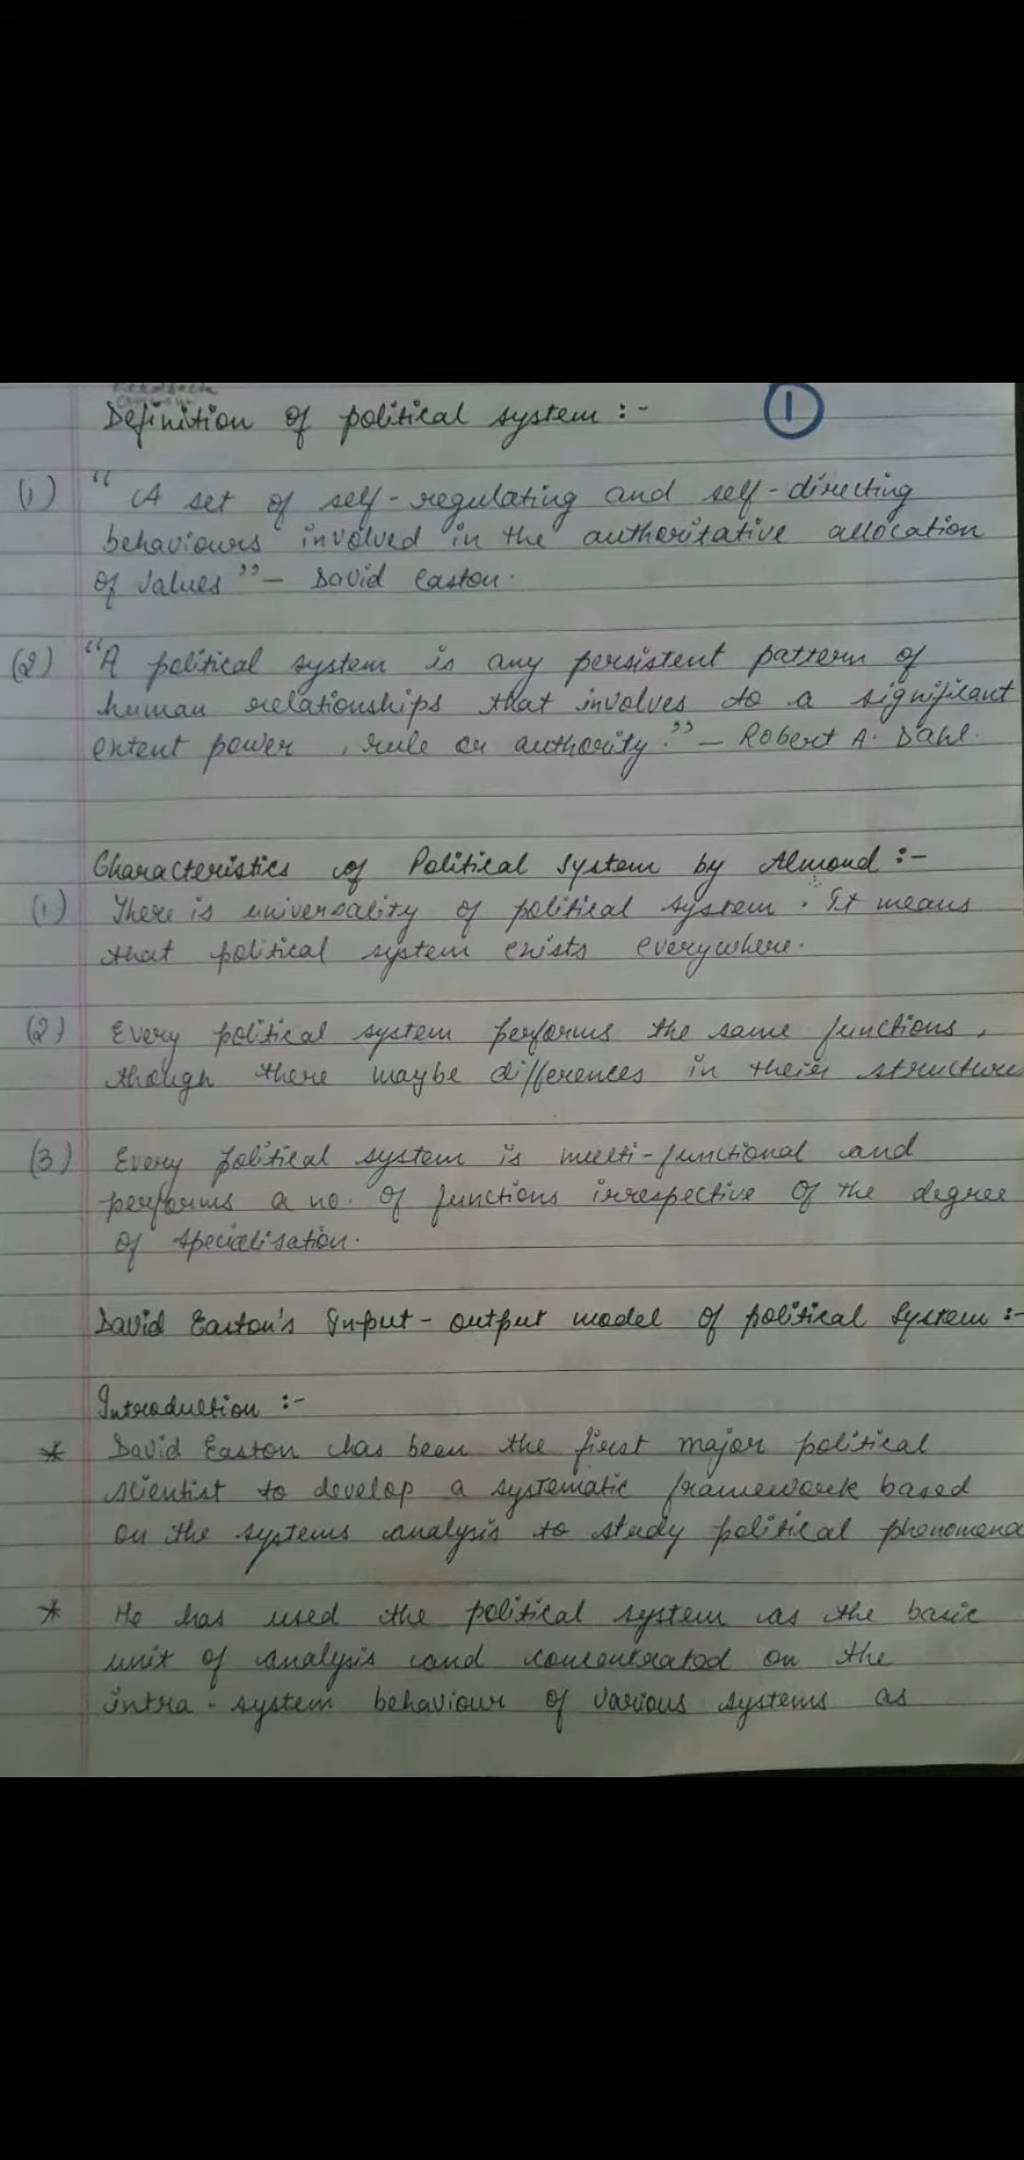 Definition of political system :-
1
(1) " A set of self-regulating and self-directing
behaviours involved in the authoritative allocation
of values" - David Easton.
(2) "A political system is any persistent pattern of
human relationships that involves to a significant
extent power, rule or authority." - Robert A. Dahl.
Characteristics of Political System by Almond :-
(1) There is universality of political system. It means
that political system exists everywhere.
(2) Every political system performs the same functions,
though there maybe differences in their structure
(3) Every political system is multi-functional and
performs a no. of functions irrespective of the degree
of specialisation.
David Easton's Input-output model of political System :-
Introduction :-
* David Easton has been the first major political
scientist to develop a systematic framework based
on the systems analysis to study political phenomena
* He has used the political system as the basic
unit of analysis and concentrated on the
intra-system behaviour of various systems as